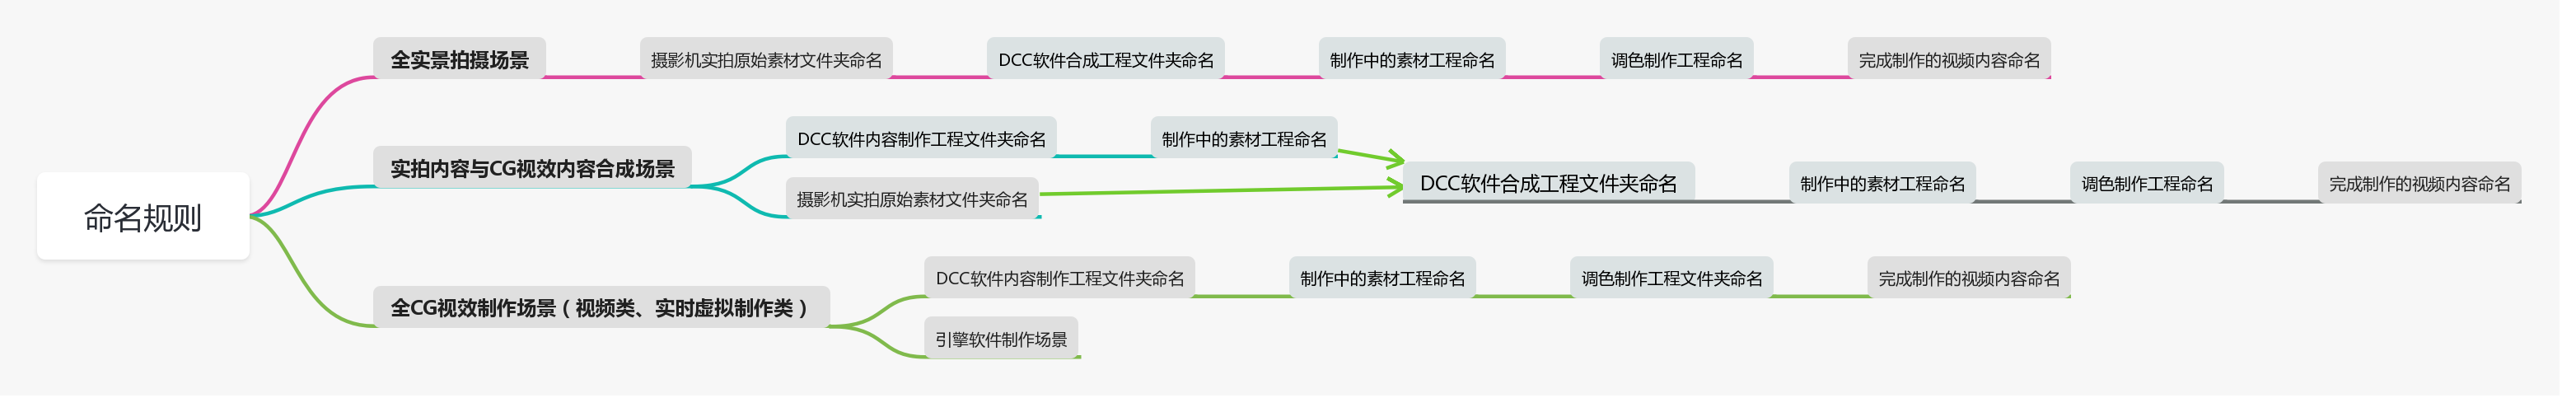 命名规则
全实景拍摄场景
摄影机实拍原始素材文件夹命名
DCC软件合成工程文件夹命名
制作中的素材工程命名
调色制作工程命名
完成制作的视频内容命名
实拍内容与CG视效内容合成场景
DCC软件内容制作工程文件夹命名
制作中的素材工程命名
摄影机实拍原始素材文件夹命名
DCC软件合成工程文件夹命名
制作中的素材工程命名
调色制作工程命名
完成制作的视频内容命名
全CG视效制作场景（视频类、实时虚拟制作类）
DCC软件内容制作工程文件夹命名
制作中的素材工程命名
调色制作工程文件夹命名
完成制作的视频内容命名
引擎软件制作场景